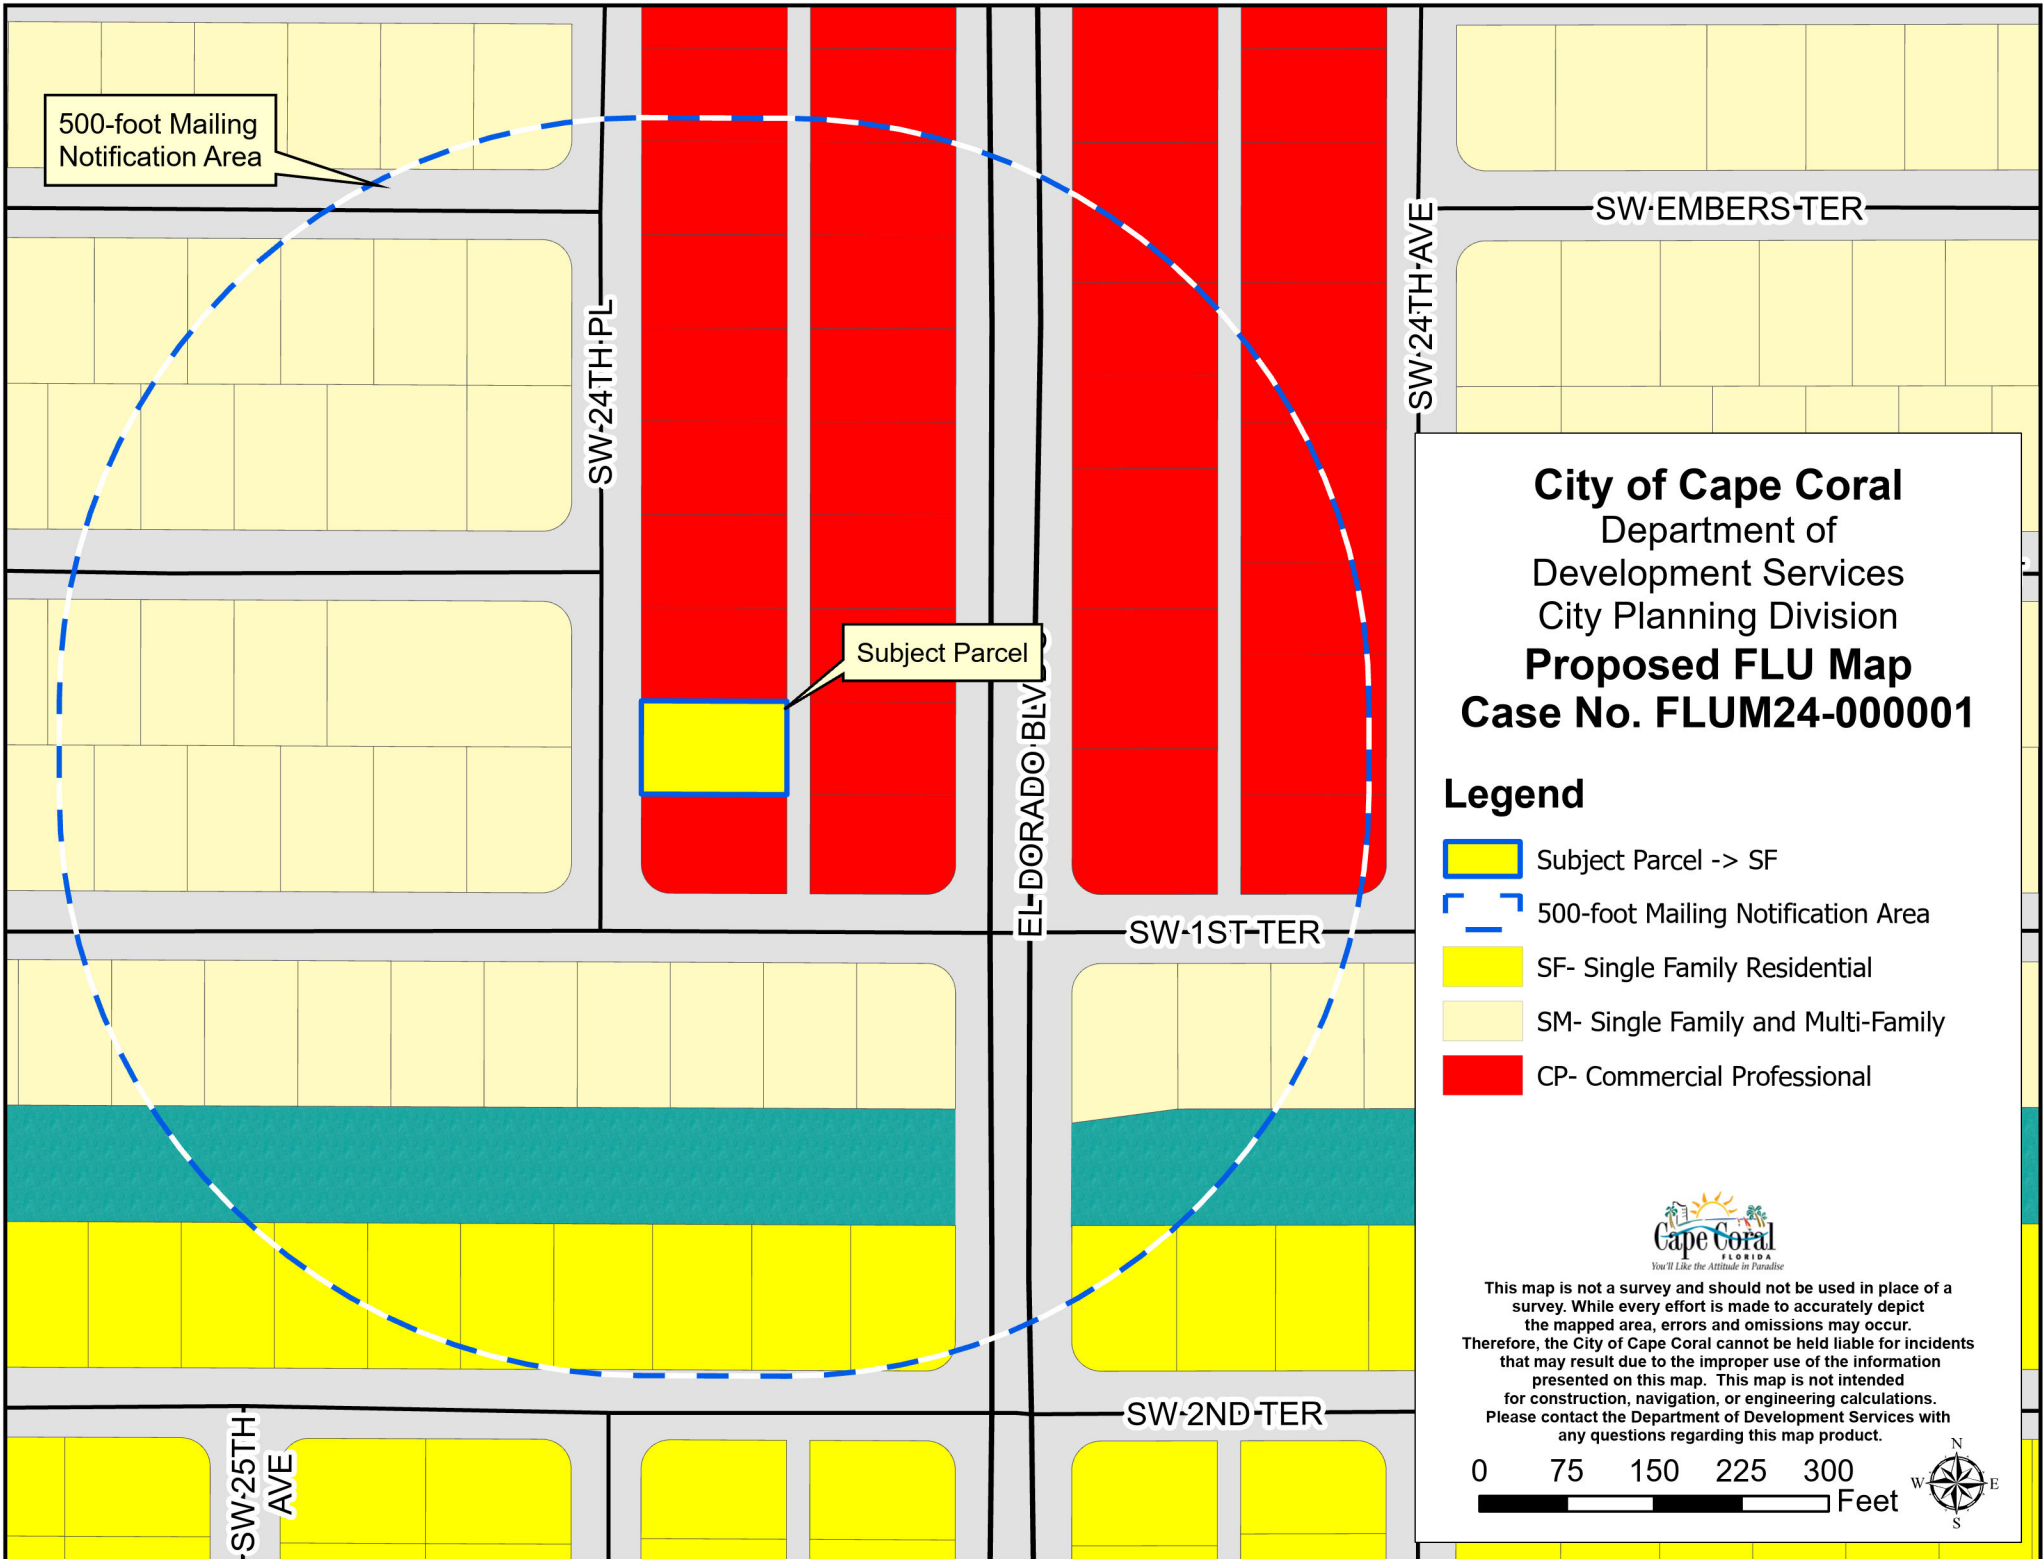 500-foot Mailing
Notification Area
SW EMBERS TER
SW 24TH AVE
SW 24TH PL
Subject Parcel
EL DORADO BLV
SW 1ST TER
SW 2ND TER
SW 25TH
AVE
City of Cape Coral
Department of
Development Services
City Planning Division
Proposed FLU Map
Case No. FLUM24-000001
Legend
Subject Parcel -> SF
500-foot Mailing Notification Area
SF- Single Family Residential
SM- Single Family and Multi-Family
CP- Commercial Professional
Cape Coral
FLORIDA
You'll Like the Attitude in Paradise
This map is not a survey and should not be used in place of a
survey. While every effort is made to accurately depict
the mapped area, errors and omissions may occur.
Therefore, the City of Cape Coral cannot be held liable for incidents
that may result due to the improper use of the information
presented on this map. This map is not intended
for construction, navigation, or engineering calculations.
Please contact the Department of Development Services with
any questions regarding this map product.
0 75 150 225 300
Feet
N
W E
S